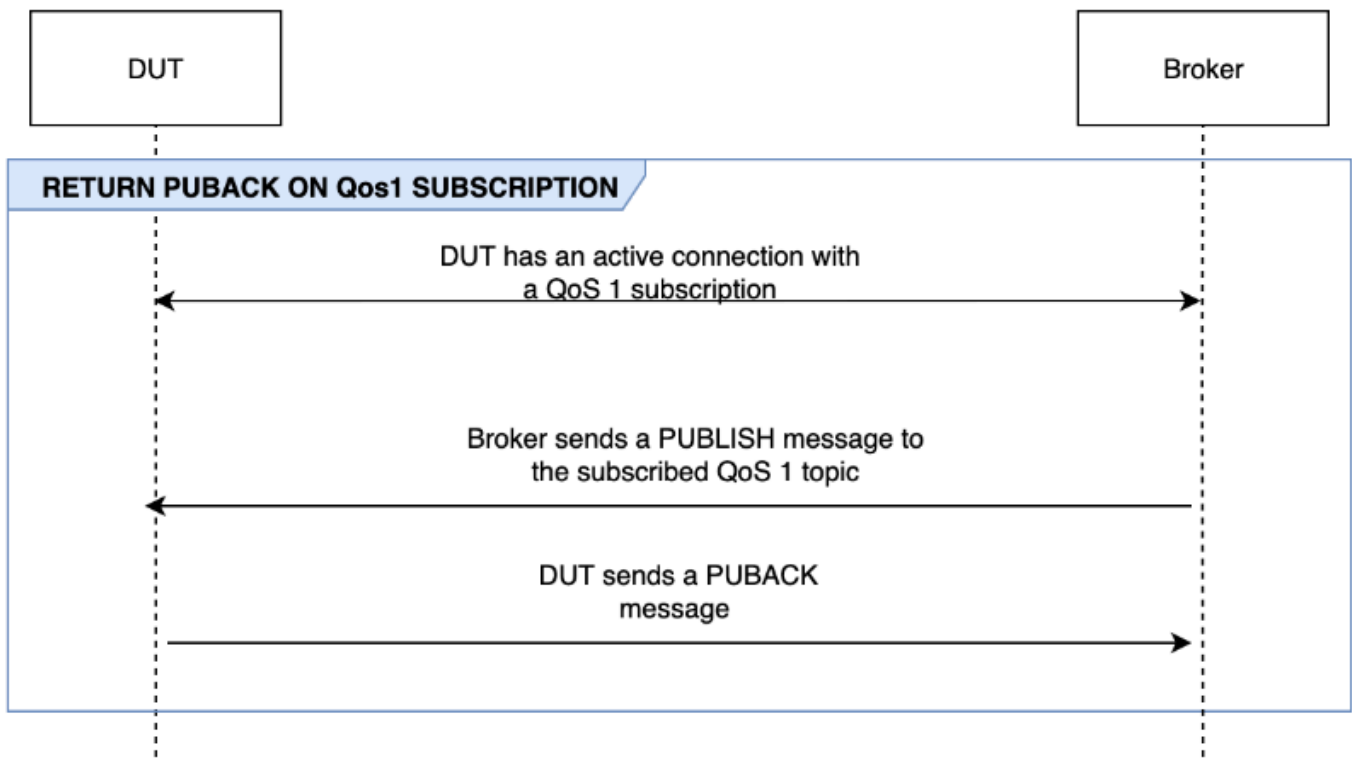 DUT
Broker
RETURN PUBACK ON Qos1 SUBSCRIPTION
DUT has an active connection with
a QoS 1 subscription
Broker sends a PUBLISH message to
the subscribed QoS 1 topic
DUT sends a PUBACK
message